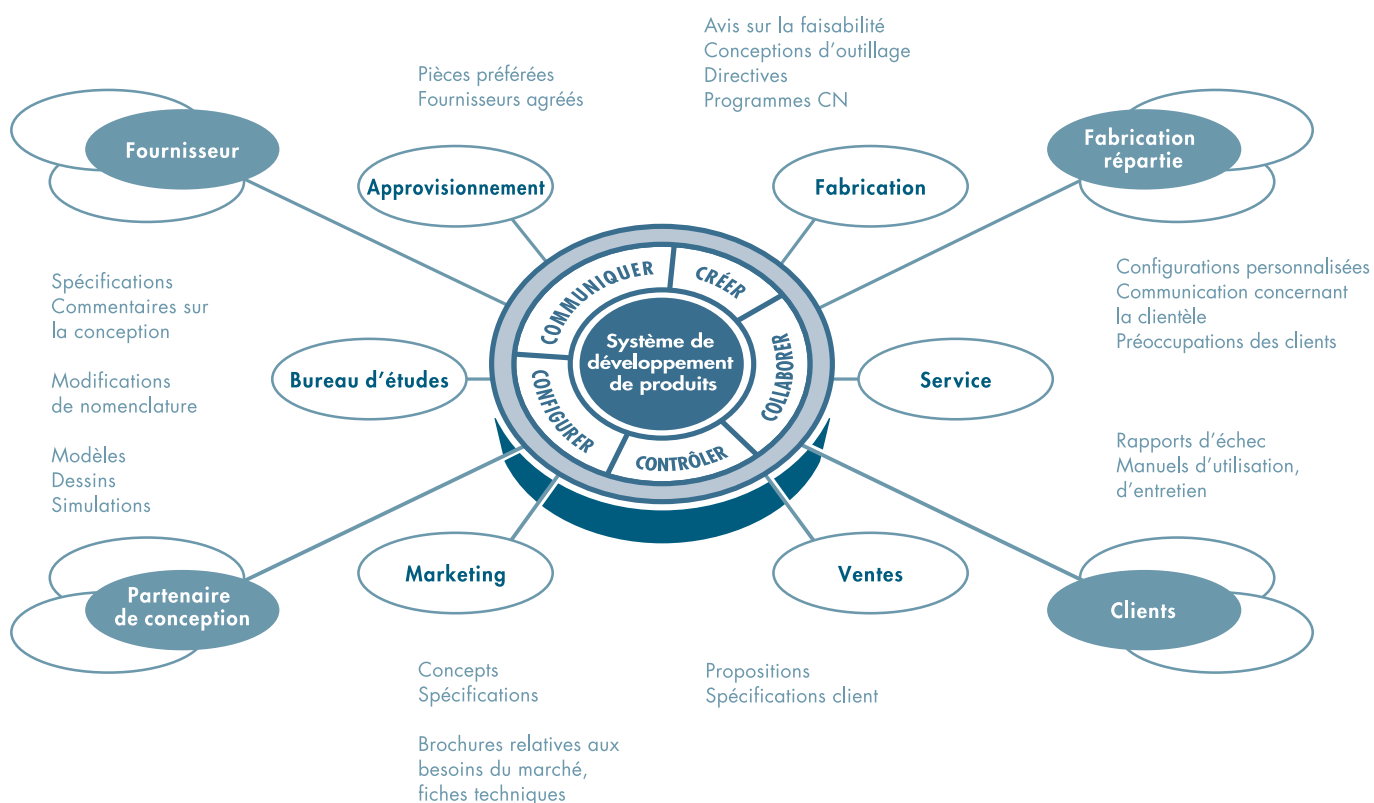 Avis sur la faisabilité
Conceptions d'outillage
Directives
Programmes CN
Pièces préférées
Fournisseurs agréés
Fournisseur
Approvisionnement
Fabrication
Fabrication
répartie
Spécifications
Commentaires sur
la conception
Modifications
de nomenclature
Modèles
Dessins
Simulations
Configurations personnalisées
Communication concernant
la clientèle
Préoccupations des clients
COMMUNIQUER
CRÉER
COLLABORER
CONTRÔLER
CONFIGURER
Système de
développement
de produits
Bureau d'études
Service
Rapports d'échec
Manuels d'utilisation,
d'entretien
Marketing
Ventes
Partenaire
de conception
Clients
Concepts
Spécifications
Brochures relatives aux
besoins du marché,
fiches techniques
Propositions
Spécifications client